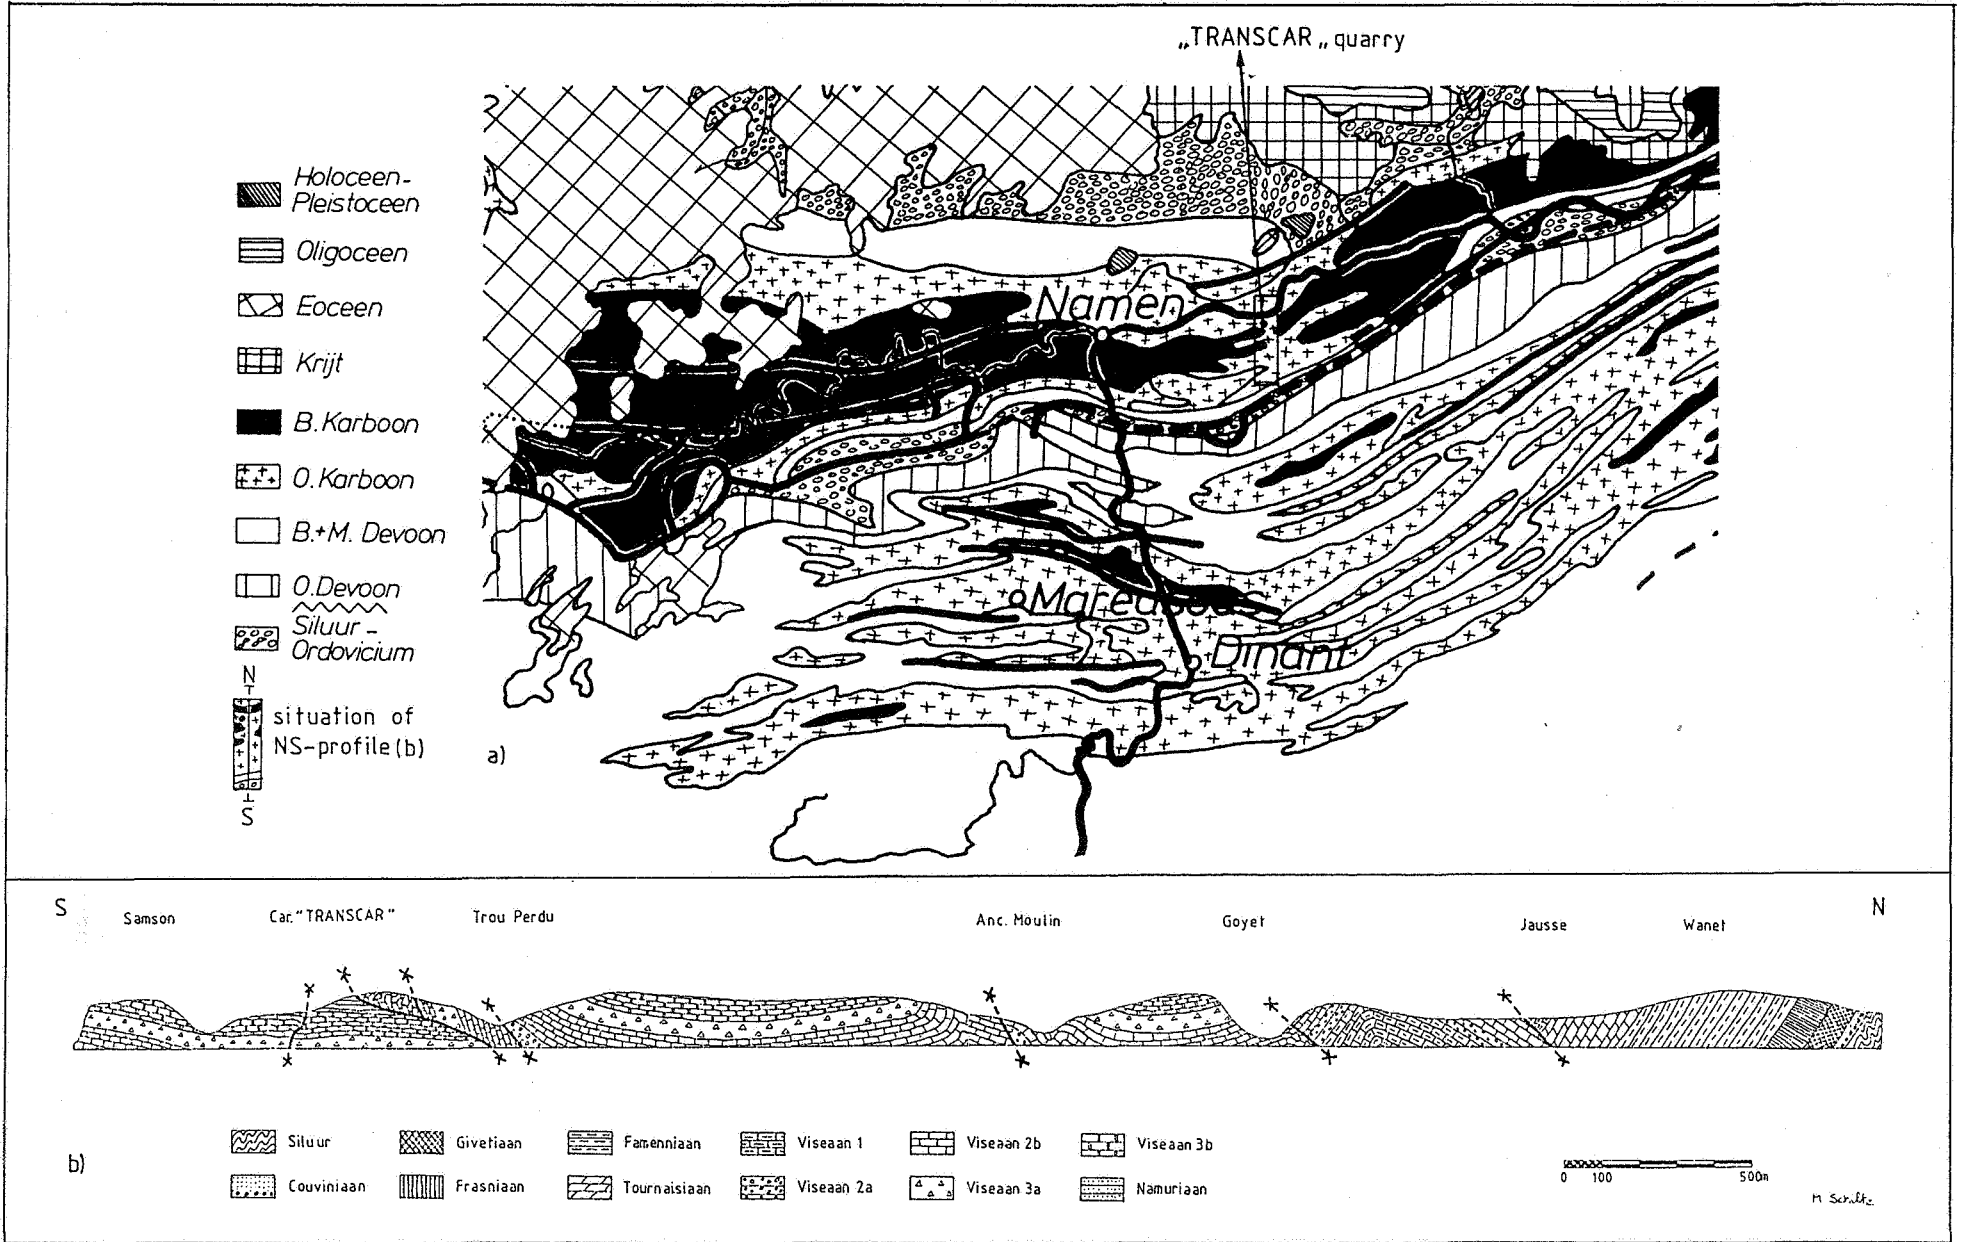 „TRANSCAR„ quarry
Holoceen-
Pleistoceen
Oligoceen
Eoceen
Krijt
B. Karboon
O. Karboon
B.+M. Devoon
O. Devoon
Siluur -
Ordovicium
N
situation of
NS-profile (b)
S
a)
Namen
Maredsous
Dinant
S
Samson
Car. "TRANSCAR"
Trou Perdu
Anc. Moulin
Goyet
Jausse
Wanet
N
b)
Siluur
Givetiaan
Famenniaan
Viseaan 1
Viseaan 2b
Viseaan 3b
Couviniaan
Frasniaan
Tournaisiaan
Viseaan 2a
Viseaan 3a
Namuriaan
0 100 500m